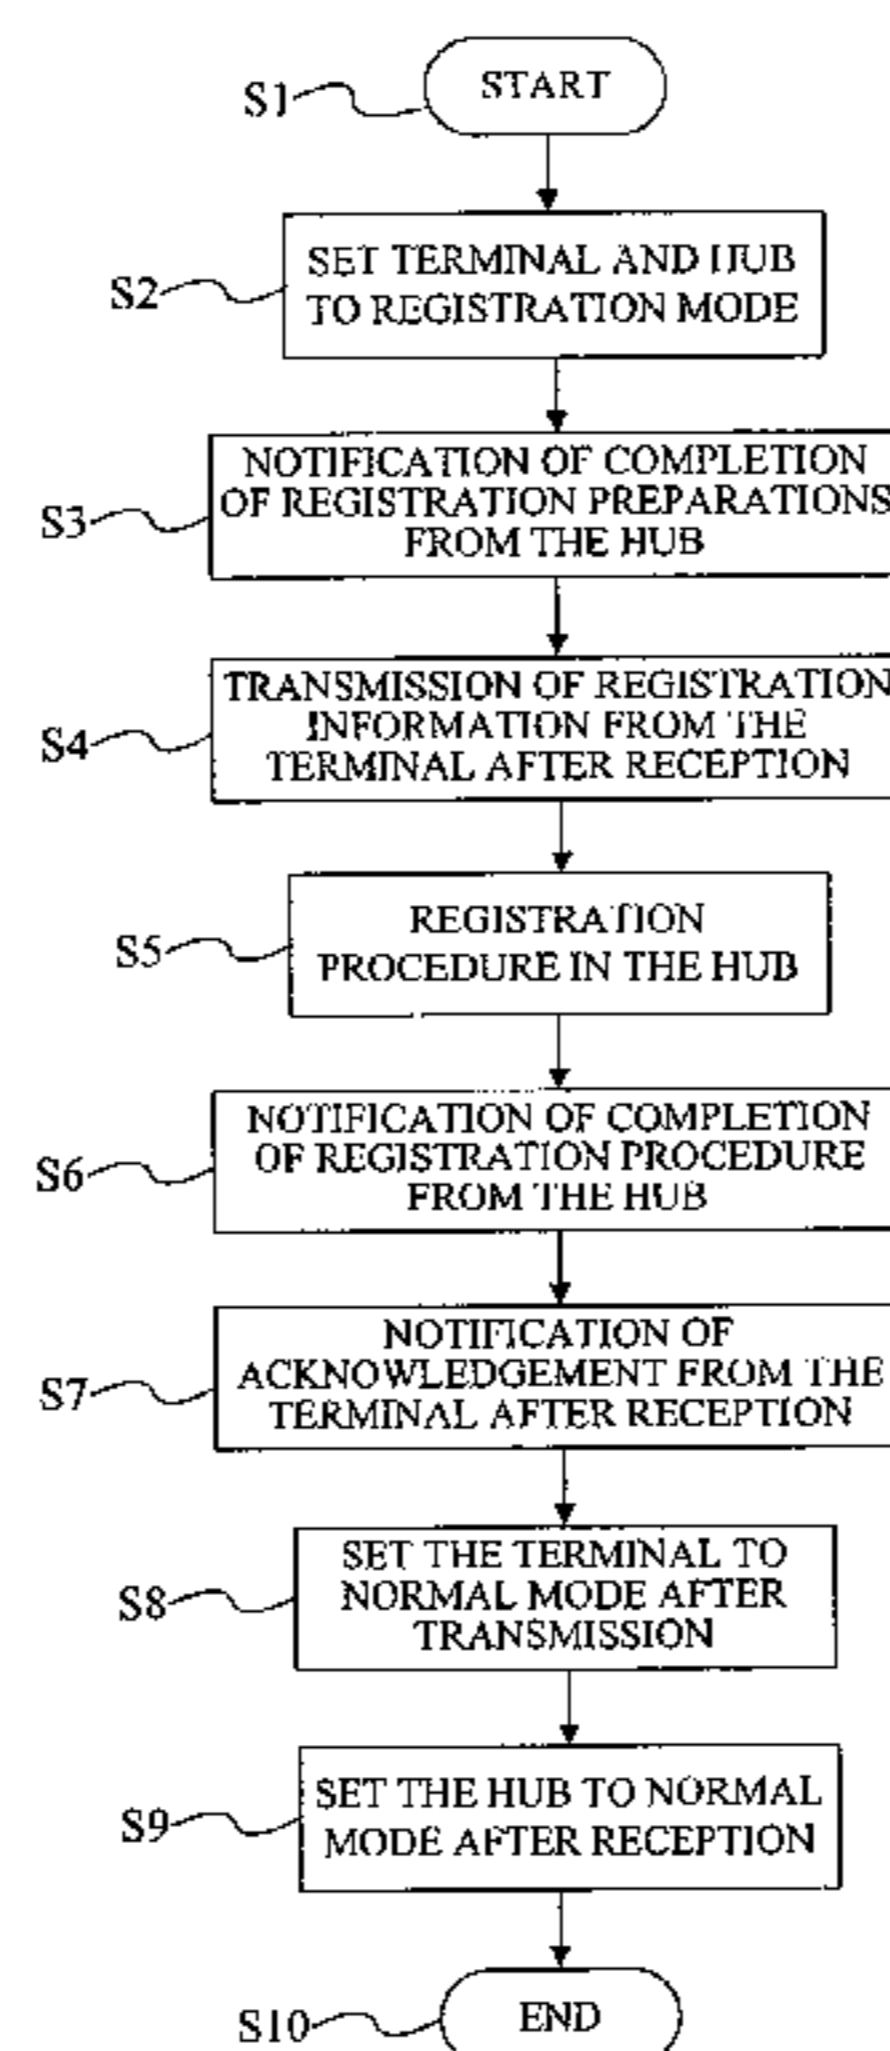 S1
START
S2
SET TERMINAL AND HUB
TO REGISTRATION MODE
S3
NOTIFICATION OF COMPLETION
OF REGISTRATION PREPARATIONS
FROM THE HUB
S4
TRANSMISSION OF REGISTRATION
INFORMATION FROM THE
TERMINAL AFTER RECEPTION
S5
REGISTRATION
PROCEDURE IN THE HUB
S6
NOTIFICATION OF COMPLETION
OF REGISTRATION PROCEDURE
FROM THE HUB
S7
NOTIFICATION OF
ACKNOWLEDGEMENT FROM THE
TERMINAL AFTER RECEPTION
S8
SET THE TERMINAL TO
NORMAL MODE AFTER
TRANSMISSION
S9
SET THE HUB TO NORMAL
MODE AFTER RECEPTION
S10
END